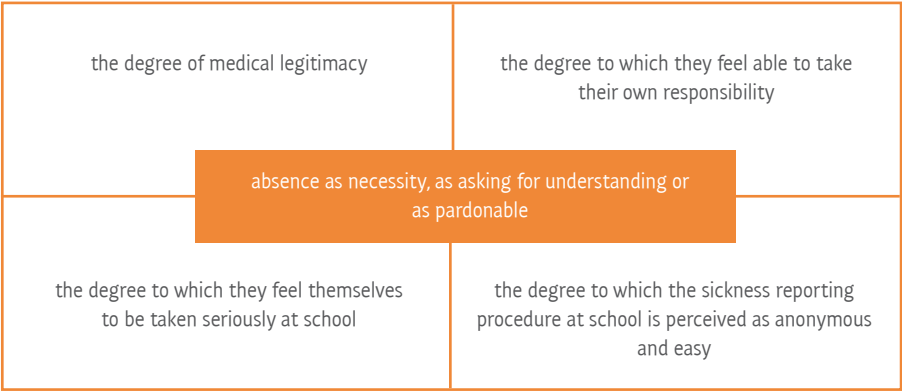 the degree of medical legitimacy
the degree to which they feel able to take
their own responsibility
absence as necessity, as asking for understanding or
as pardonable
the degree to which they feel themselves
to be taken seriously at school
the degree to which the sickness reporting
procedure at school is perceived as anonymous
and easy